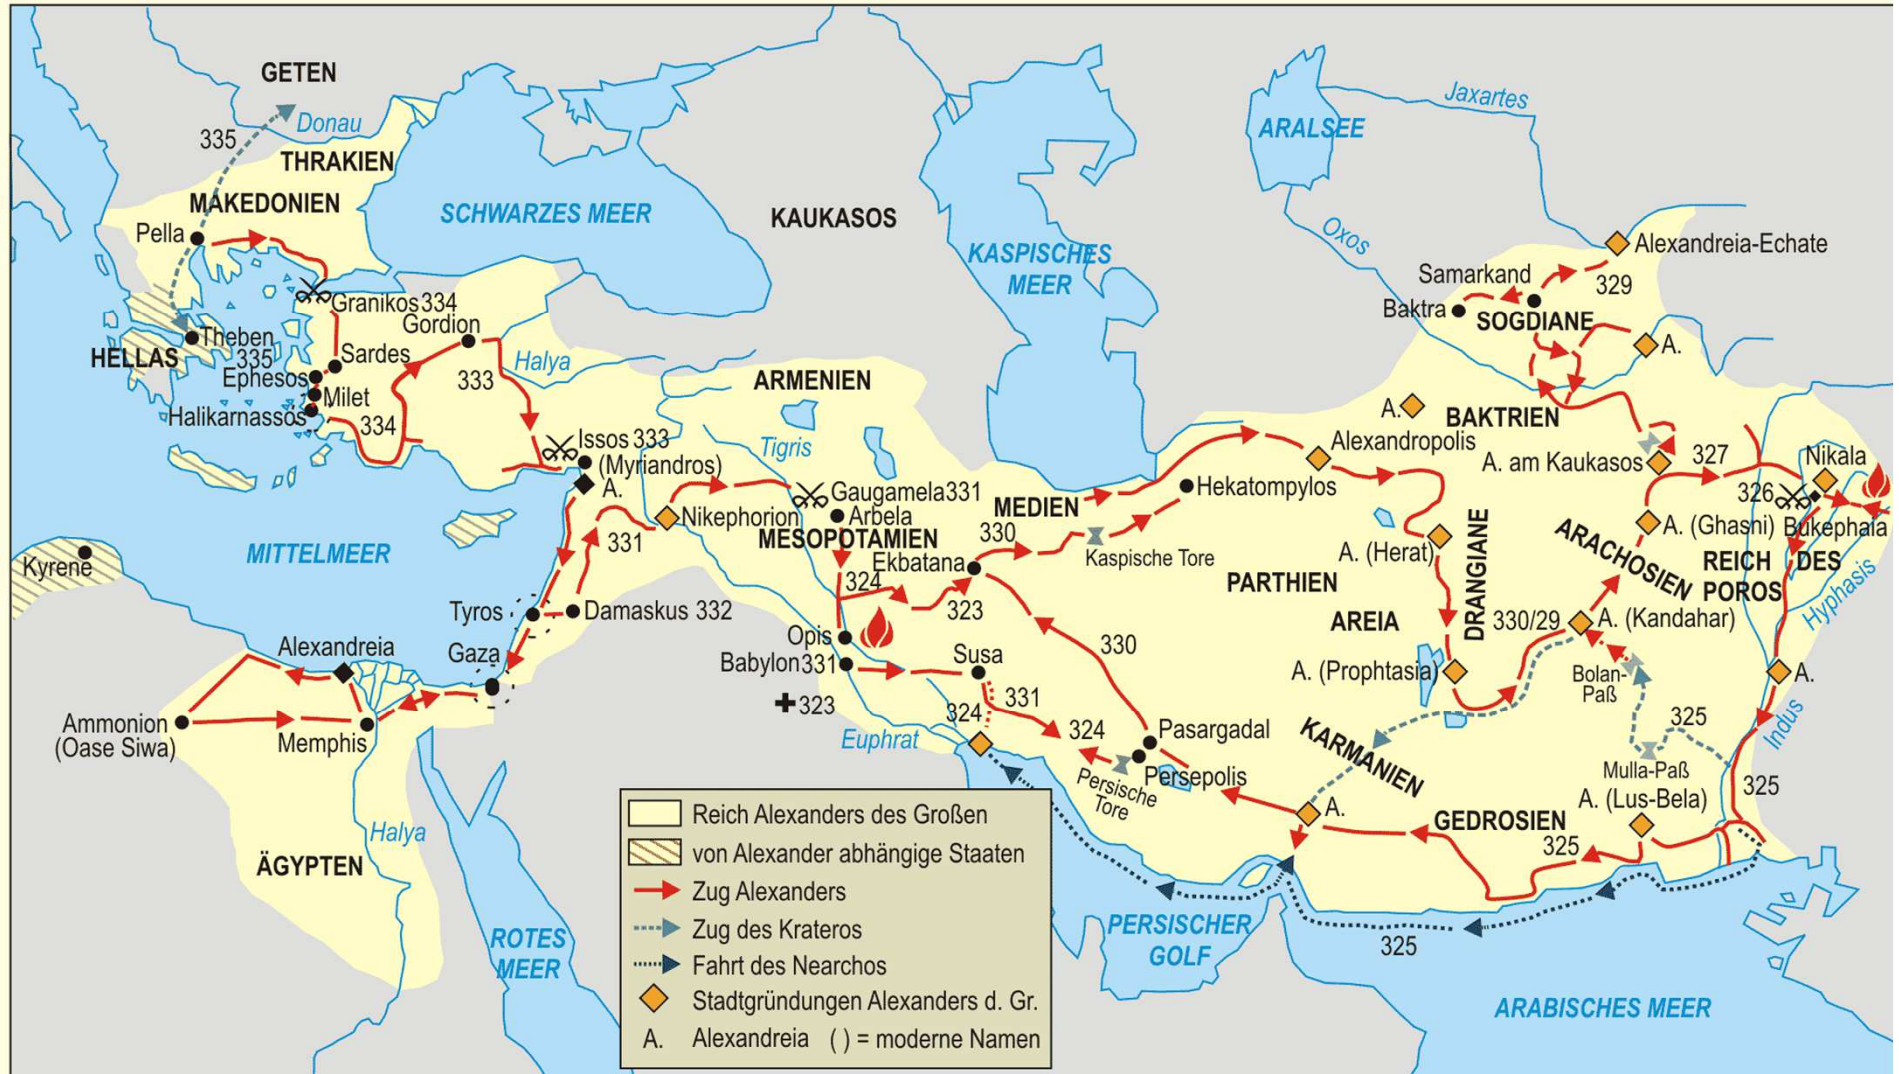 GETEN
Donau
335
THRAKIEN
MAKEDONIEN
Pella
SCHWARZES MEER
KAUKASOS
KASPISCHES
MEER
ARALSEE
Jaxartes
Oxos
Alexandreia-Echate
Samarkand
329
Baktra
SOGDIANE
A.
Granikos 334
Gordion
Theben
335
HELLAS
Sardes
Ephesos
Milet
Halikarnassos
334
333
Halya
ARMENIEN
Tigris
Issos 333
(Myriandros)
A.
331
Nikephorion
Gaugamela 331
Arbela
MESOPOTAMIEN
MEDIEN
330
Ekbatana
Kaspische Tore
Hekatompylos
Alexandropolis
A.
BAKTRIEN
A. am Kaukasos
327
Nikala
326
Bukephaia
A. (Ghasni)
ARACHOSIEN
REICH DES
POROS
Hyphasis
A. (Herat)
DRANGIANE
PARTHIEN
AREIA
330/29
A. (Kandahar)
A. (Prophtasia)
Bolan-
Paß
A.
Indus
325
Mulla-Paß
A. (Lus-Bela)
325
KARMANIEN
GEDROSIEN
325
A.
MITTELMEER
Kyrene
Tyros
Damaskus 332
Gaza
Alexandreia
Ammonion
(Oase Siwa)
Memphis
Halya
ÄGYPTEN
ROTES
MEER
324
323
Opis
Babylon 331
323
Susa
331
324
330
324
Euphrat
Pasargadal
Persepolis
Persische
Tore
PERSISCHER
GOLF
325
ARABISCHES MEER
Reich Alexanders des Großen
von Alexander abhängige Staaten
Zug Alexanders
Zug des Krateros
Fahrt des Nearchos
Stadtgründungen Alexanders d. Gr.
A. Alexandreia ( ) = moderne Namen